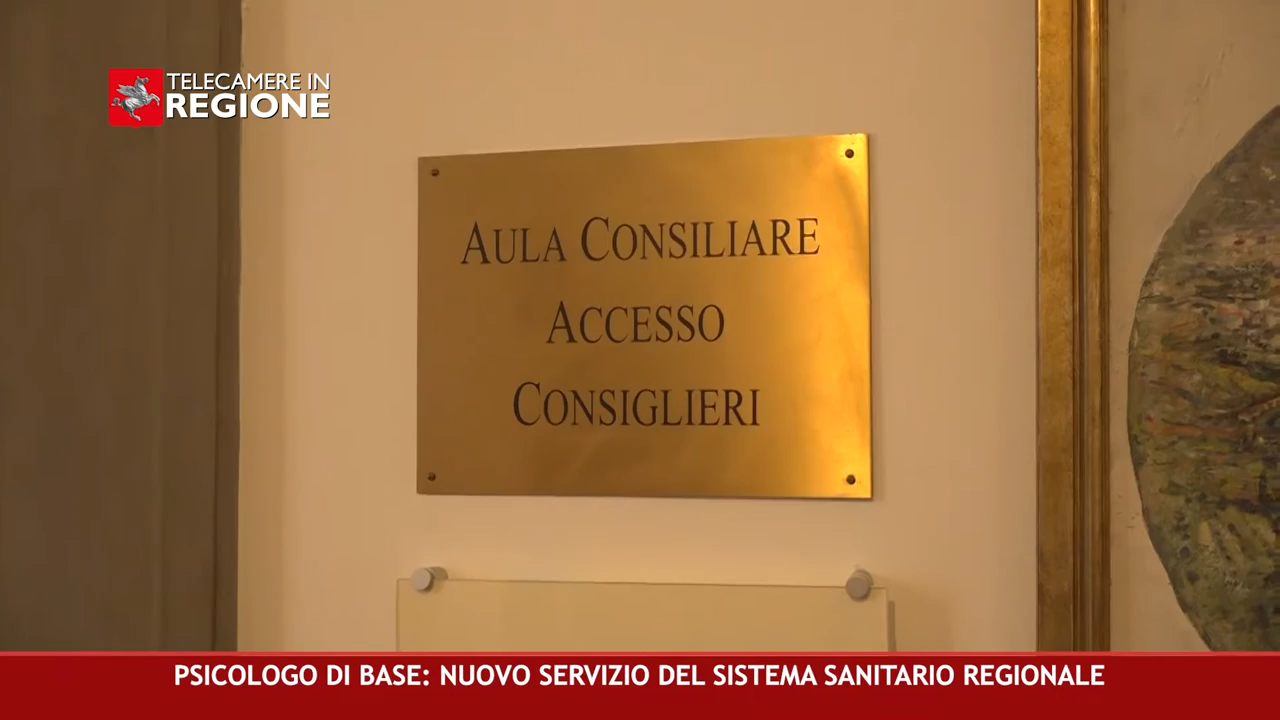 TELECAMERE IN
REGIONE
AULA CONSILIARE
ACCESSO
CONSIGLIERI
PSICOLOGO DI BASE: NUOVO SERVIZIO DEL SISTEMA SANITARIO REGIONALE